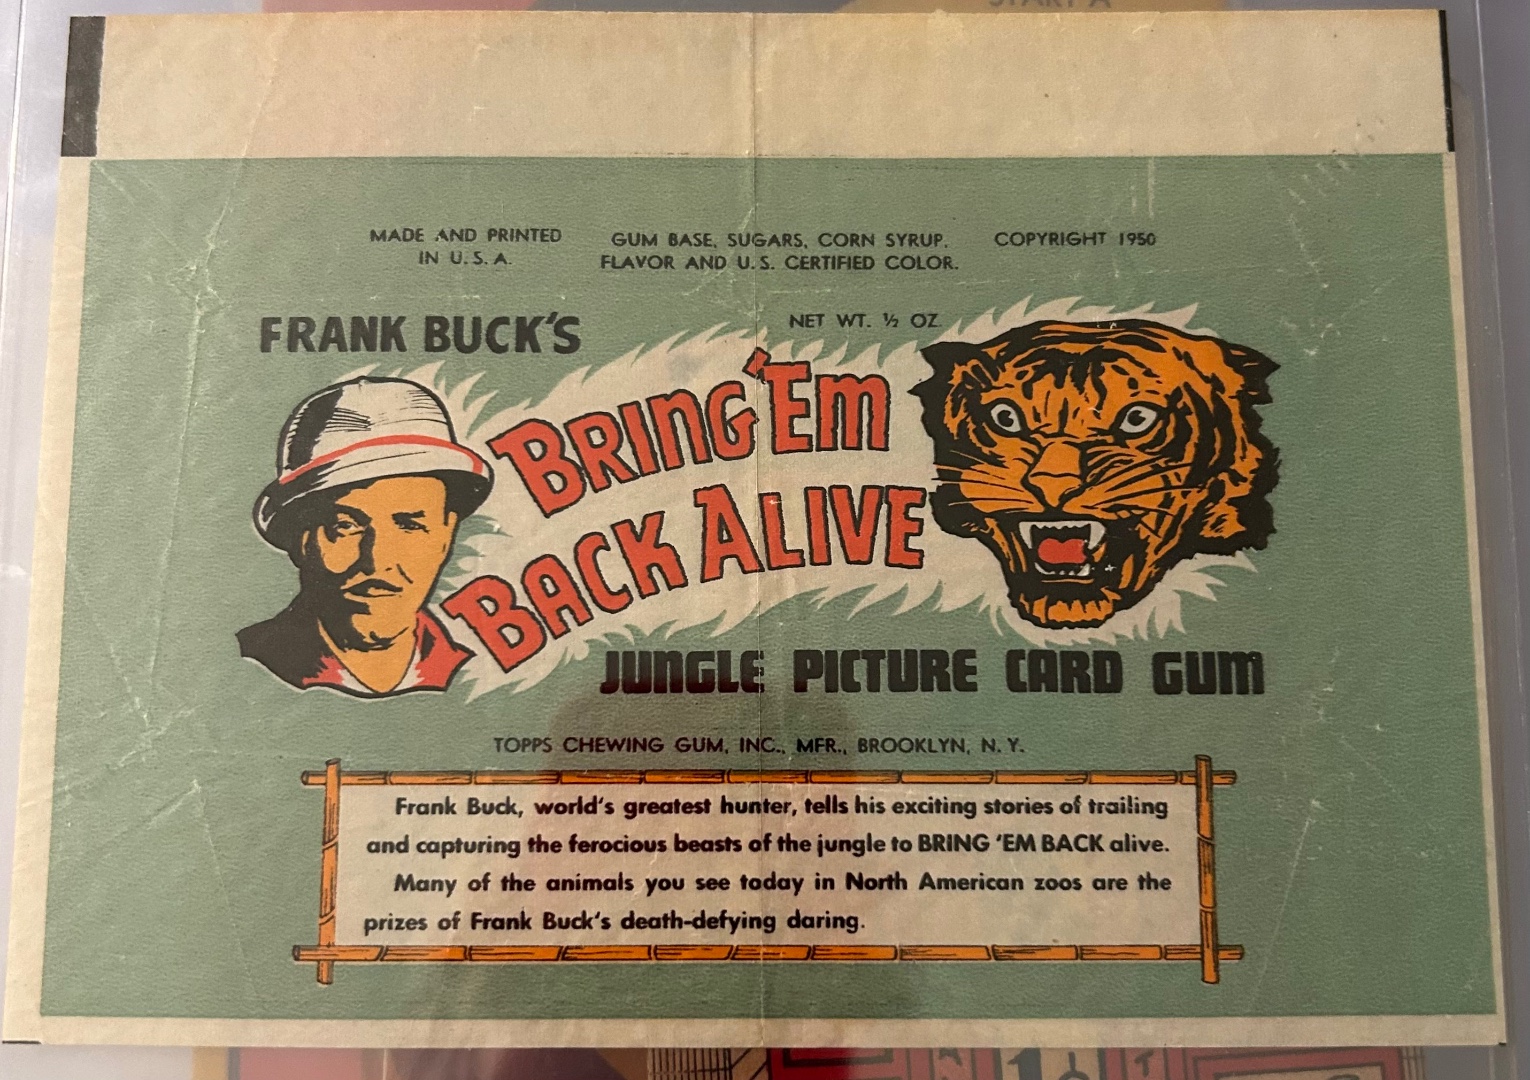 START A
MADE AND PRINTED
IN U.S.A.
GUM BASE, SUGARS, CORN SYRUP,
FLAVOR AND U.S. CERTIFIED COLOR.
COPYRIGHT 1950
NET WT. ½ OZ.
FRANK BUCK'S
BRING 'EM
BACK ALIVE
JUNGLE PICTURE CARD GUM
TOPPS CHEWING GUM, INC., MFR., BROOKLYN, N.Y.
Frank Buck, world's greatest hunter, tells his exciting stories of trailing
and capturing the ferocious beasts of the jungle to BRING 'EM BACK alive.
Many of the animals you see today in North American zoos are the
prizes of Frank Buck's death-defying daring.